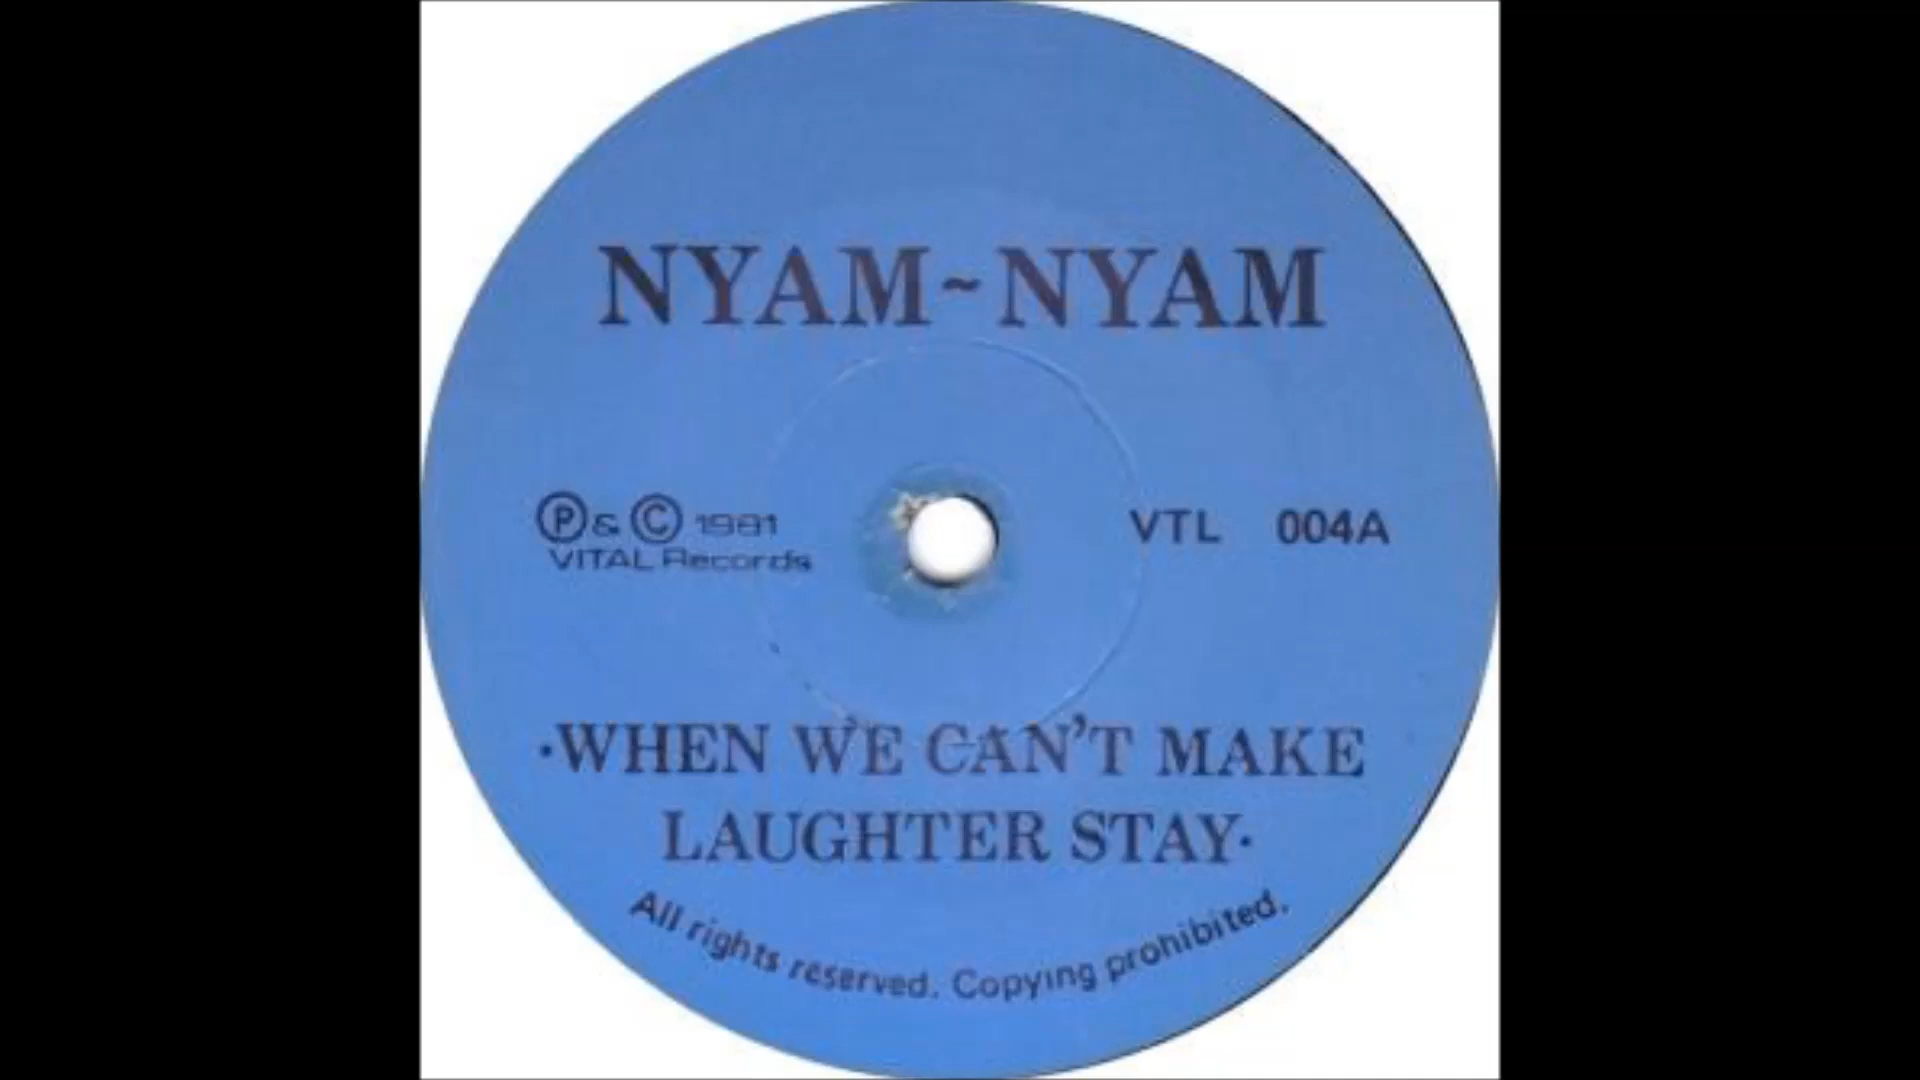 NYAM~NYAM
Ⓟ & © 1981
VITAL Records
VTL 004A
·WHEN WE CAN'T MAKE
LAUGHTER STAY·
All rights reserved. Copying prohibited.